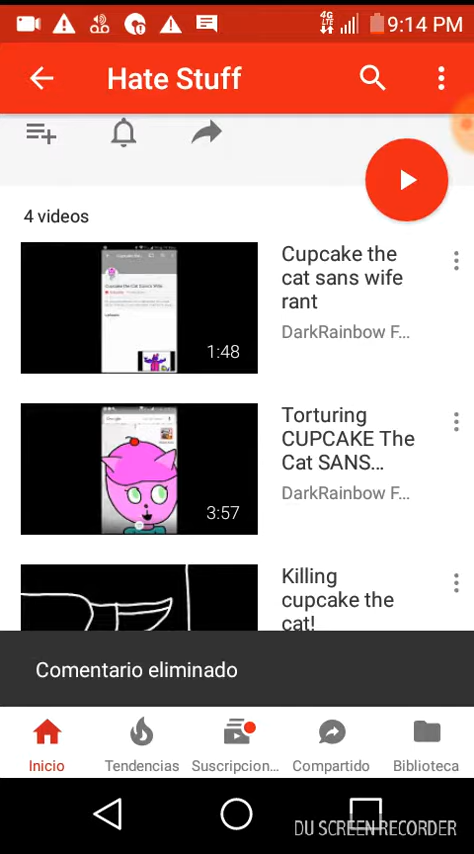 4G
LTE
9:14 PM
Hate Stuff
4 videos
Cupcake the
cat sans wife
rant
DarkRainbow F...
1:48
Torturing
CUPCAKE The
Cat SANS...
DarkRainbow F...
3:57
Killing
cupcake the
cat!
Comentario eliminado
Inicio
Tendencias
Suscripcion...
Compartido
Biblioteca
DU SCREEN RECORDER